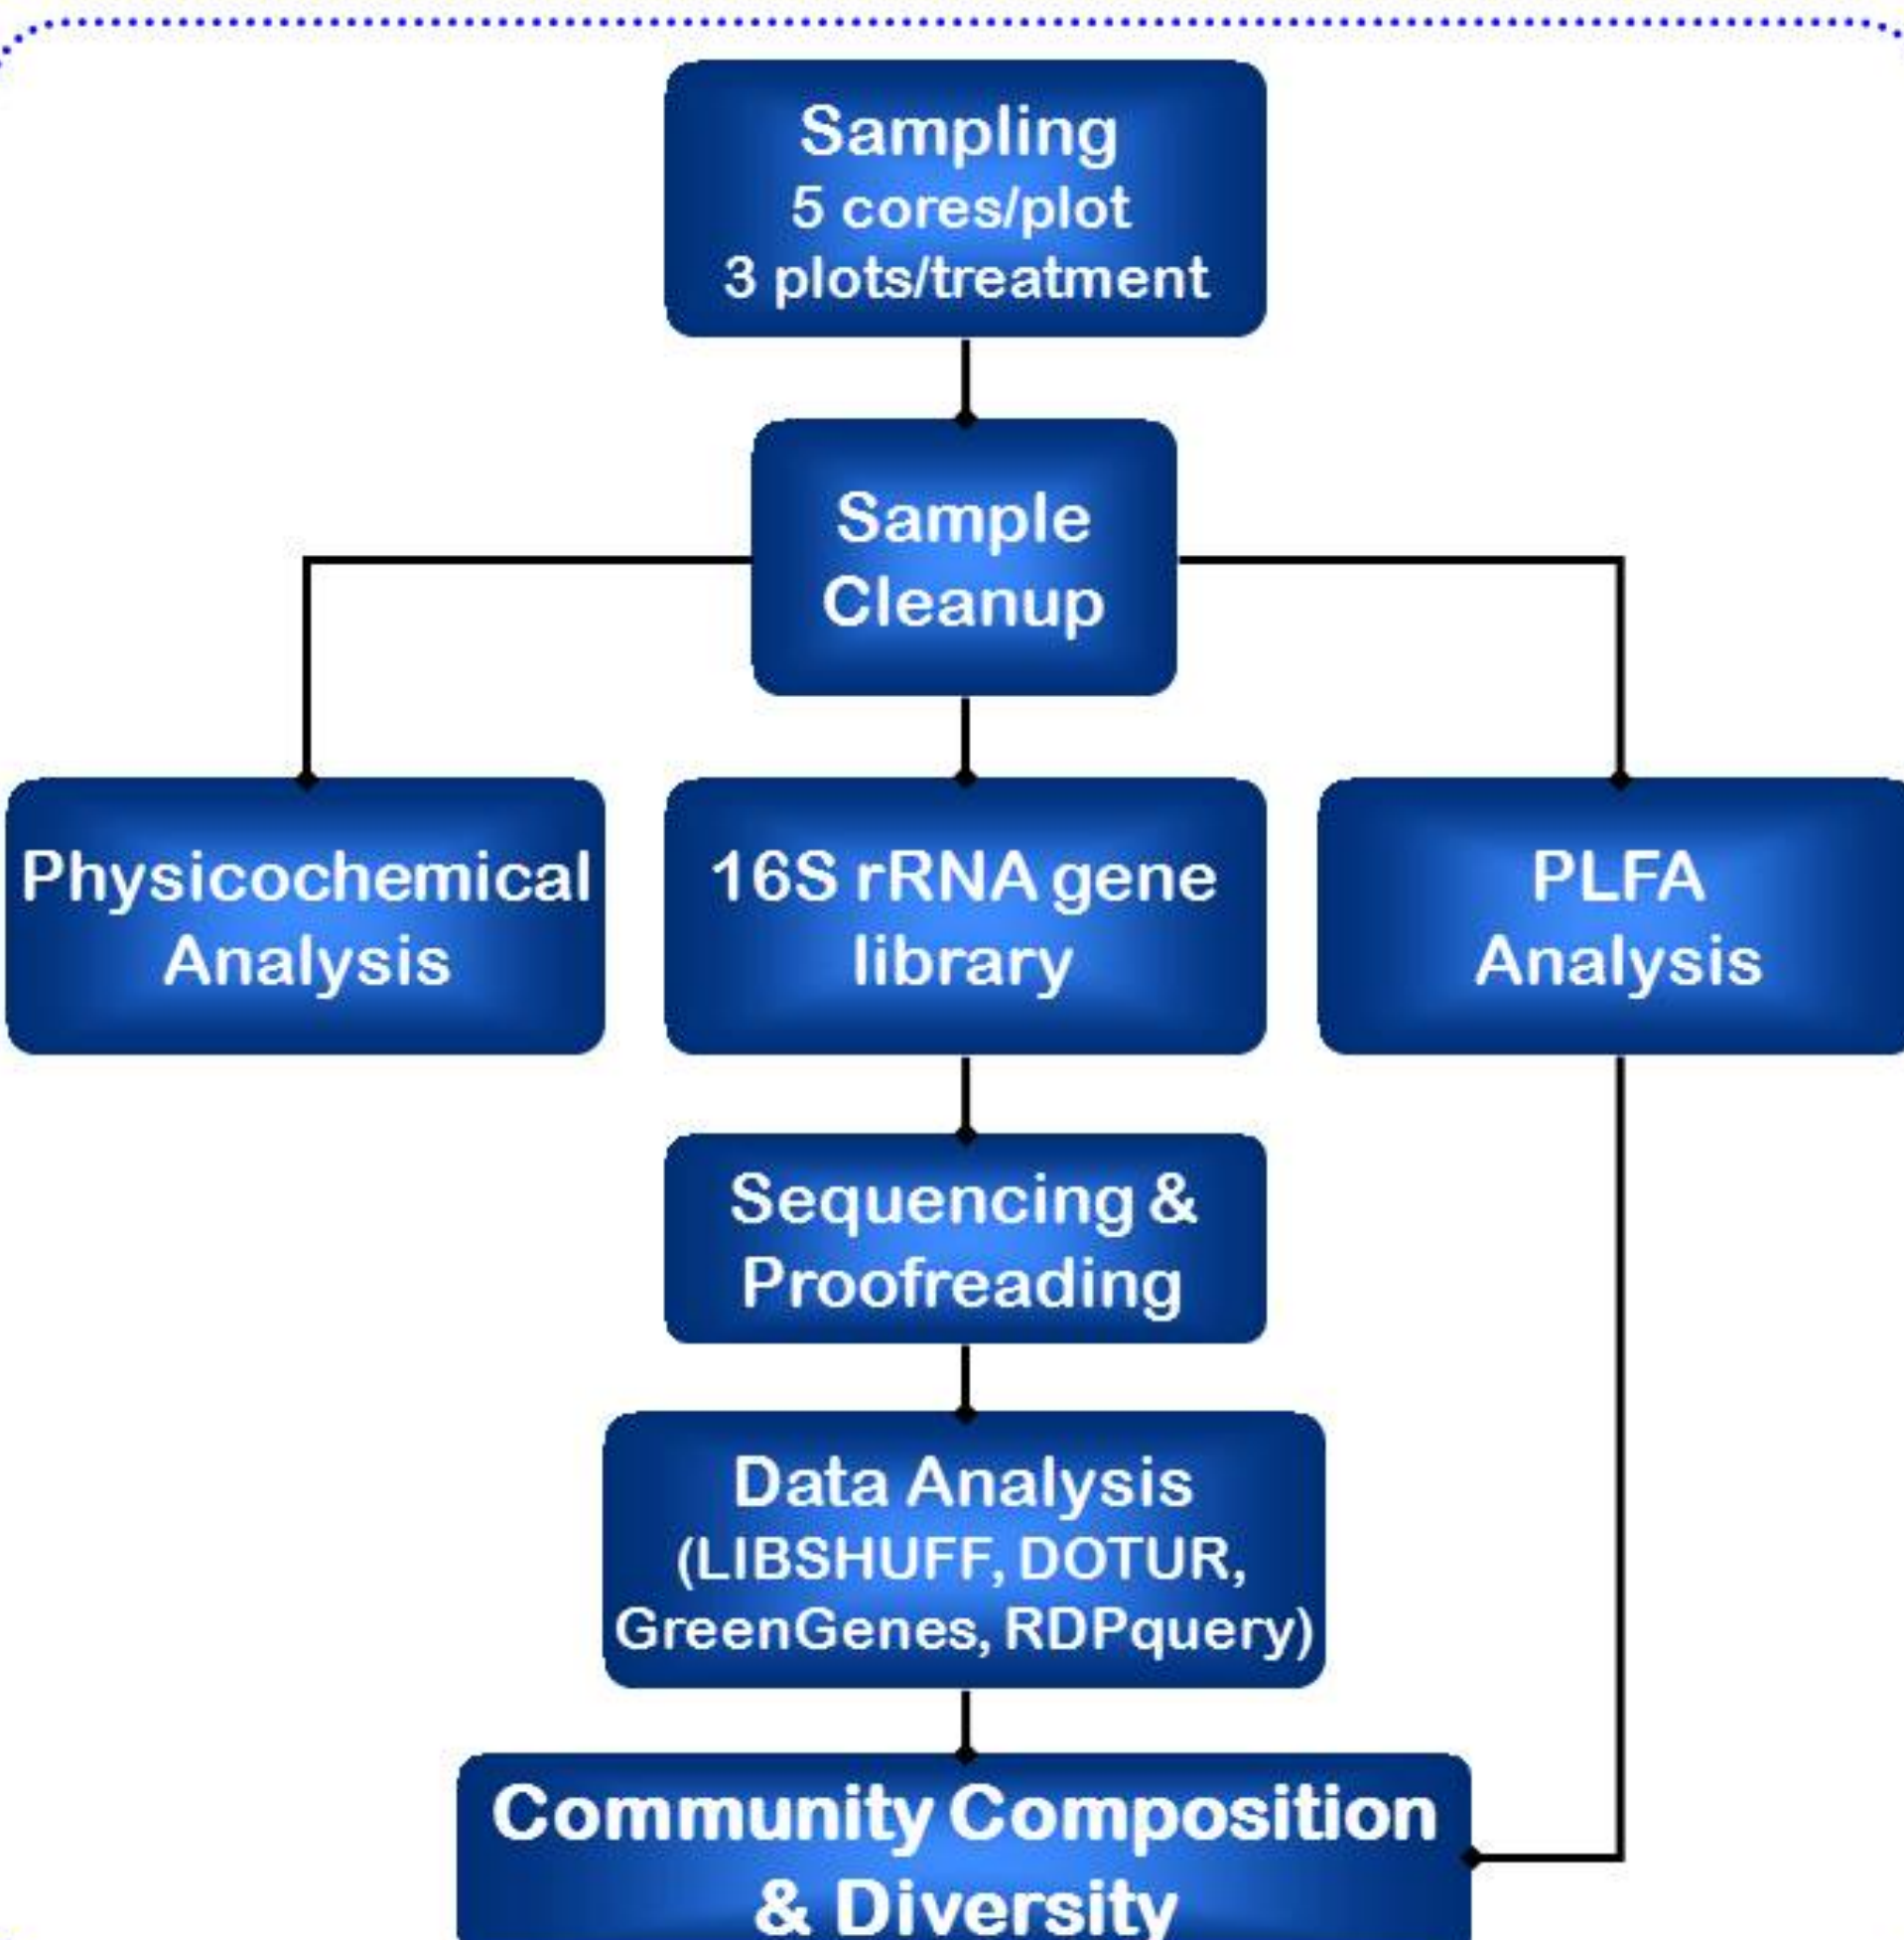 Sampling
5 cores/plot
3 plots/treatment
Sample
Cleanup
Physicochemical
Analysis
16S rRNA gene
library
PLFA
Analysis
Sequencing &
Proofreading
Data Analysis
(LIBSHUFF, DOTUR,
GreenGenes, RDPquery)
Community Composition
& Diversity